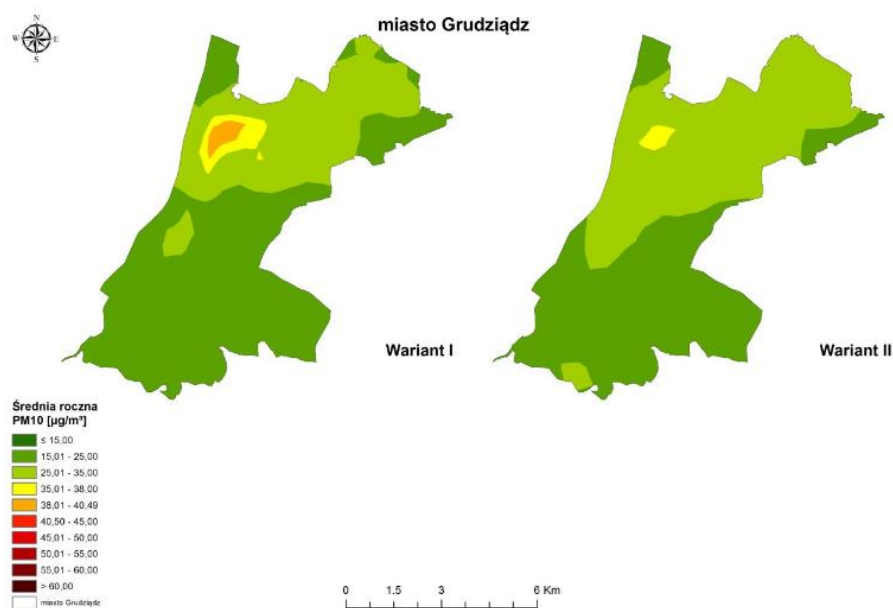 miasto Grudziądz
N
W E
S
Wariant I
Wariant II
Średnia roczna
PM10 [µg/m³]
≤ 15,00
15,01 - 25,00
25,01 - 35,00
35,01 - 38,00
38,01 - 40,49
40,50 - 45,00
45,01 - 50,00
50,01 - 55,00
55,01 - 60,00
> 60,00
miasto Grudziądz
0 1.5 3 6 Km